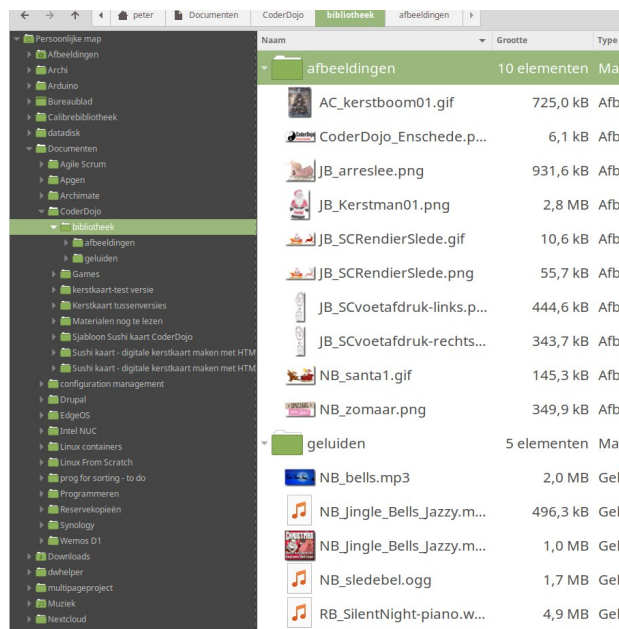 peter
Documenten
CoderDojo
bibliotheek
afbeeldingen
Persoonlijke map
Afbeeldingen
Archi
Arduino
Bureaublad
Calibrebibliotheek
datadisk
Documenten
Agile Scrum
Apgen
Archimate
CoderDojo
bibliotheek
afbeeldingen
geluiden
Games
kerstkaart-test versie
Kerstkaart tussenversies
Materialen nog te lezen
Sjabloon Sushi kaart CoderDojo
Sushi kaart - digitale kerstkaart maken met HTM
Sushi kaart - digitale kerstkaart maken met HTM
configuration management
Drupal
EdgeOS
Intel NUC
Linux containers
Linux From Scratch
prog for sorting - to do
Programmeren
Reservekopieën
Synology
Wemos D1
Downloads
dwhelper
multipageproject
Muziek
Nextcloud
Naam Grootte Type
afbeeldingen 10 elementen Ma
AC_kerstboom01.gif 725,0 kB Afb
CoderDojo_Enschede.p... 6,1 kB Afb
JB_arreslee.png 931,6 kB Afb
JB_Kerstman01.png 2,8 MB Afb
JB_SCRendierSlede.gif 10,6 kB Afb
JB_SCRendierSlede.png 55,7 kB Afb
JB_SCvoetafdruk-links.p... 444,6 kB Afb
JB_SCvoetafdruk-rechts... 343,7 kB Afb
NB_santa1.gif 145,3 kB Afb
NB_zomaar.png 349,9 kB Afb
geluiden 5 elementen Ma
NB_bells.mp3 2,0 MB Gel
NB_Jingle_Bells_Jazzy.m... 496,3 kB Gel
NB_Jingle_Bells_Jazzy.m... 1,0 MB Gel
NB_sledebel.ogg 1,7 MB Gel
RB_SilentNight-piano.w... 4,9 MB Gel